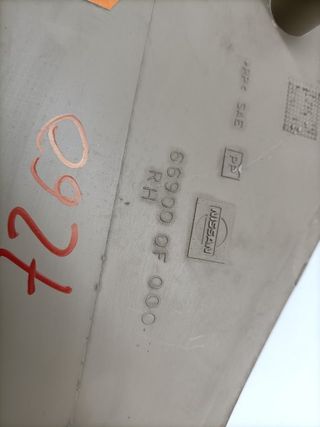 >PP< SAE
PP
NISSAN
66900 0F 000
RH
0927